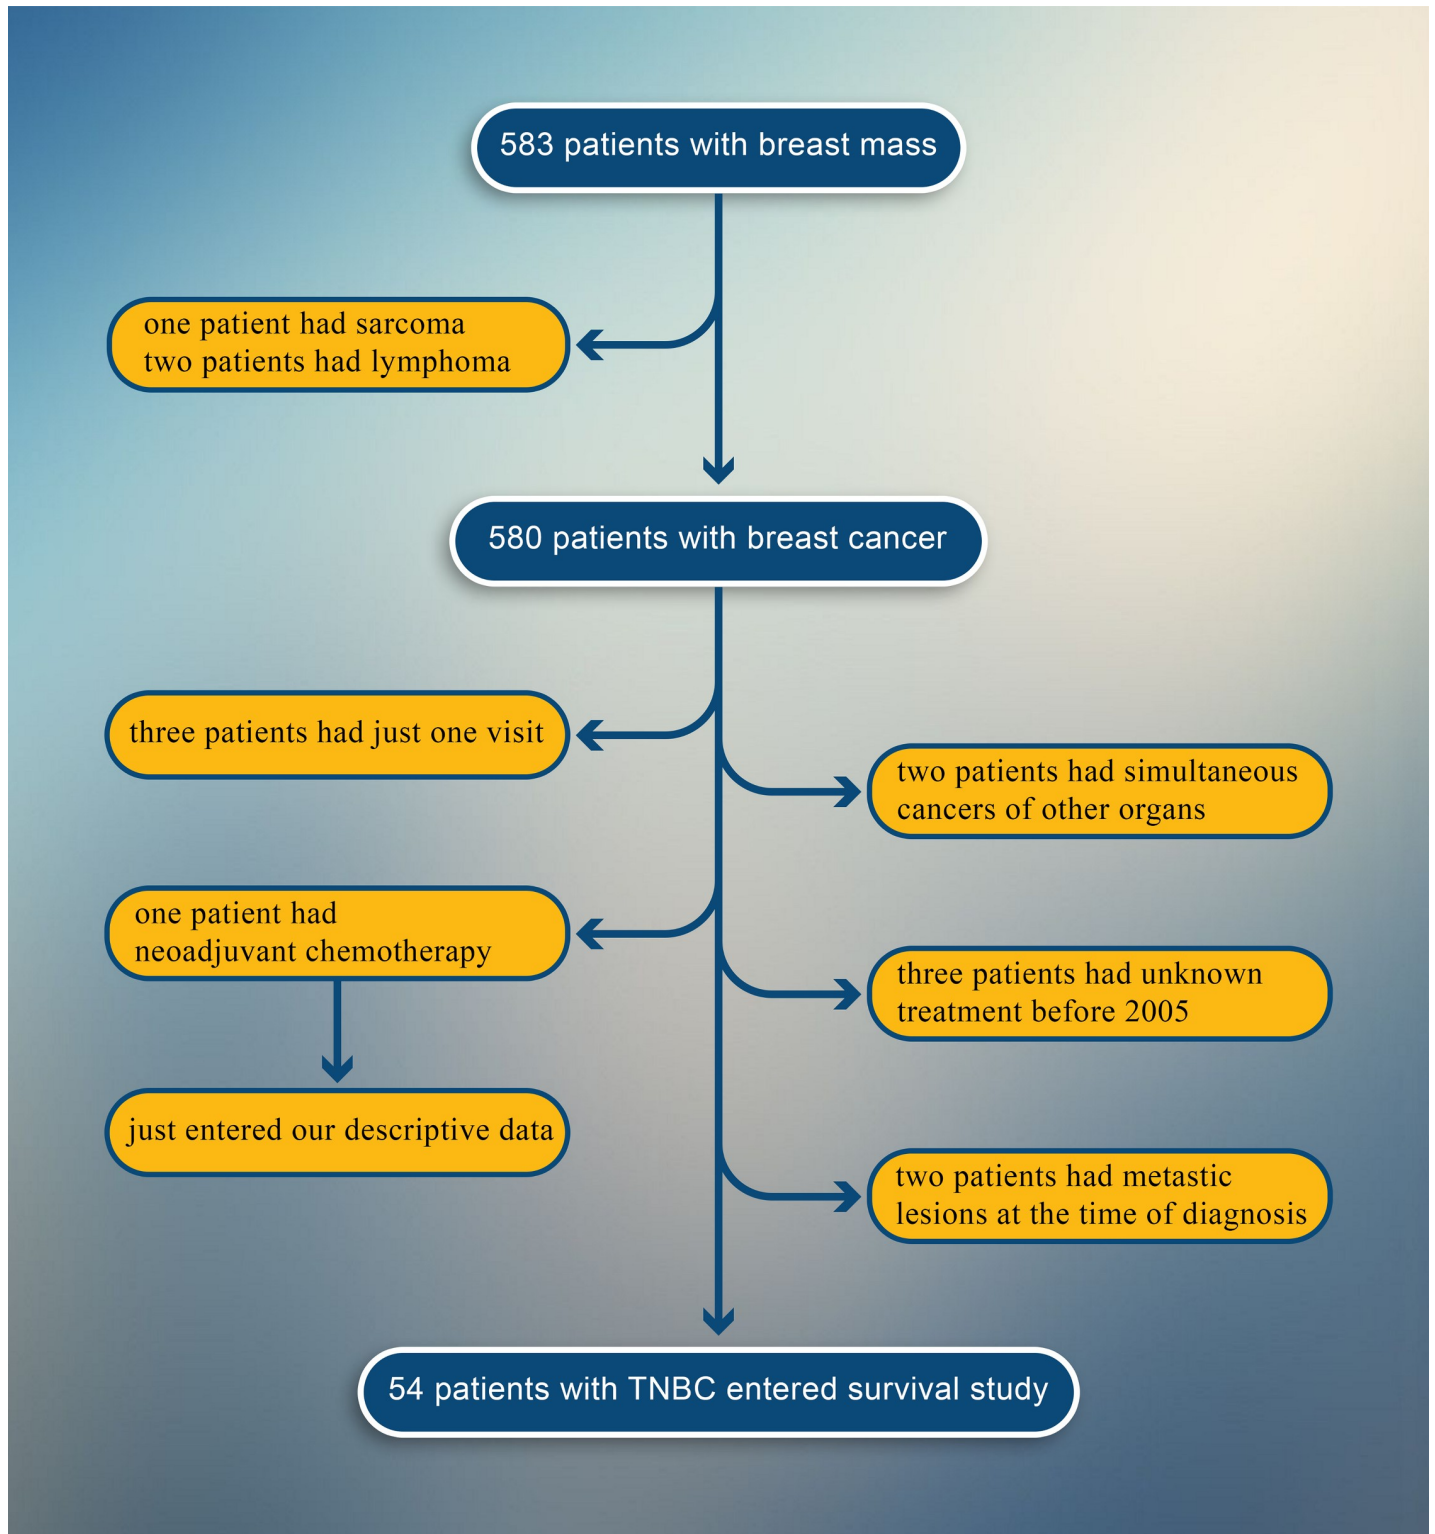 583 patients with breast mass
one patient had sarcoma
two patients had lymphoma
580 patients with breast cancer
three patients had just one visit
two patients had simultaneous
cancers of other organs
one patient had
neoadjuvant chemotherapy
three patients had unknown
treatment before 2005
just entered our descriptive data
two patients had metastic
lesions at the time of diagnosis
54 patients with TNBC entered survival study